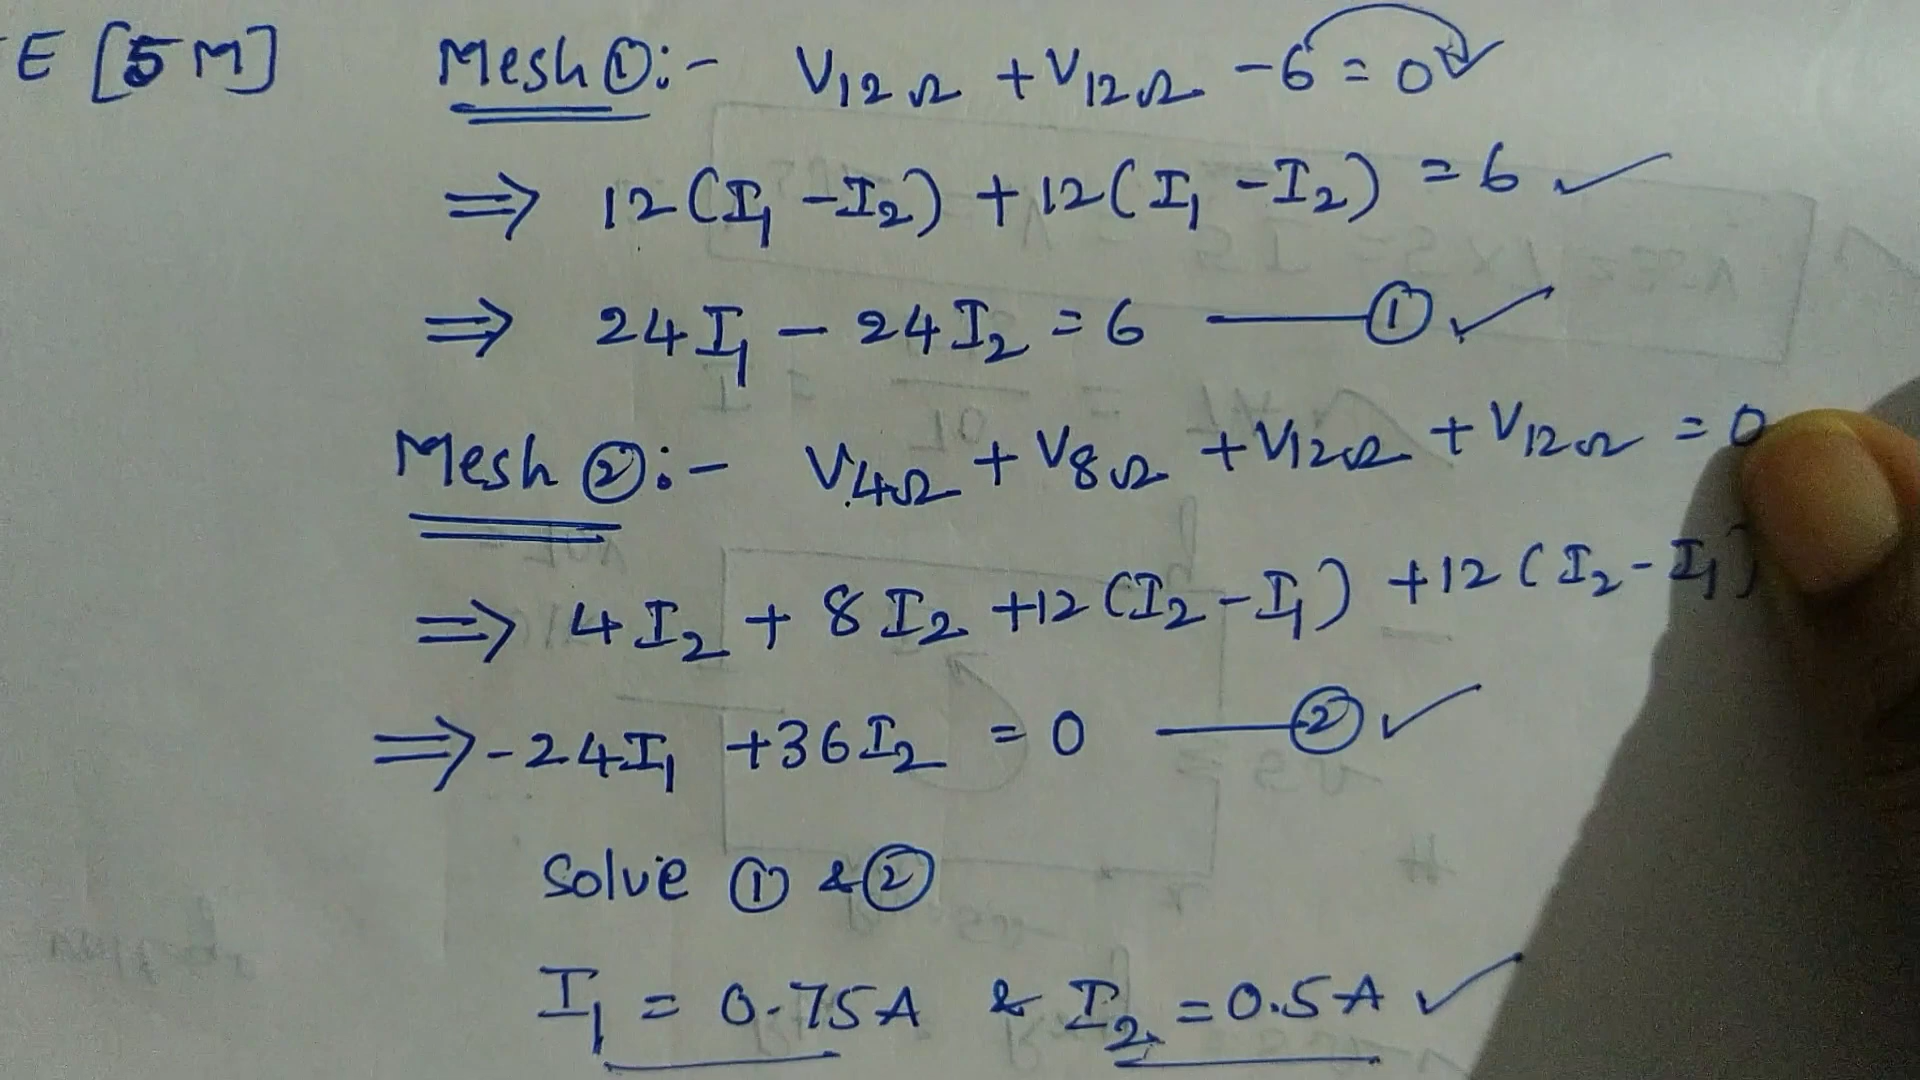 E [5M] Mesh ①:- V12Ω + V12Ω - 6 = 0
⇒ 12(I1 - I2) + 12(I1 - I2) = 6 ✓
⇒ 24I1 - 24I2 = 6 —— ① ✓
Mesh ②:- V4Ω + V8Ω + V12Ω + V12Ω = 0
⇒ 4I2 + 8I2 + 12(I2 - I1) + 12(I2 - I1)
⇒ -24I1 + 36I2 = 0 —— ② ✓
Solve ① & ②
I1 = 0.75A & I2 = 0.5A ✓